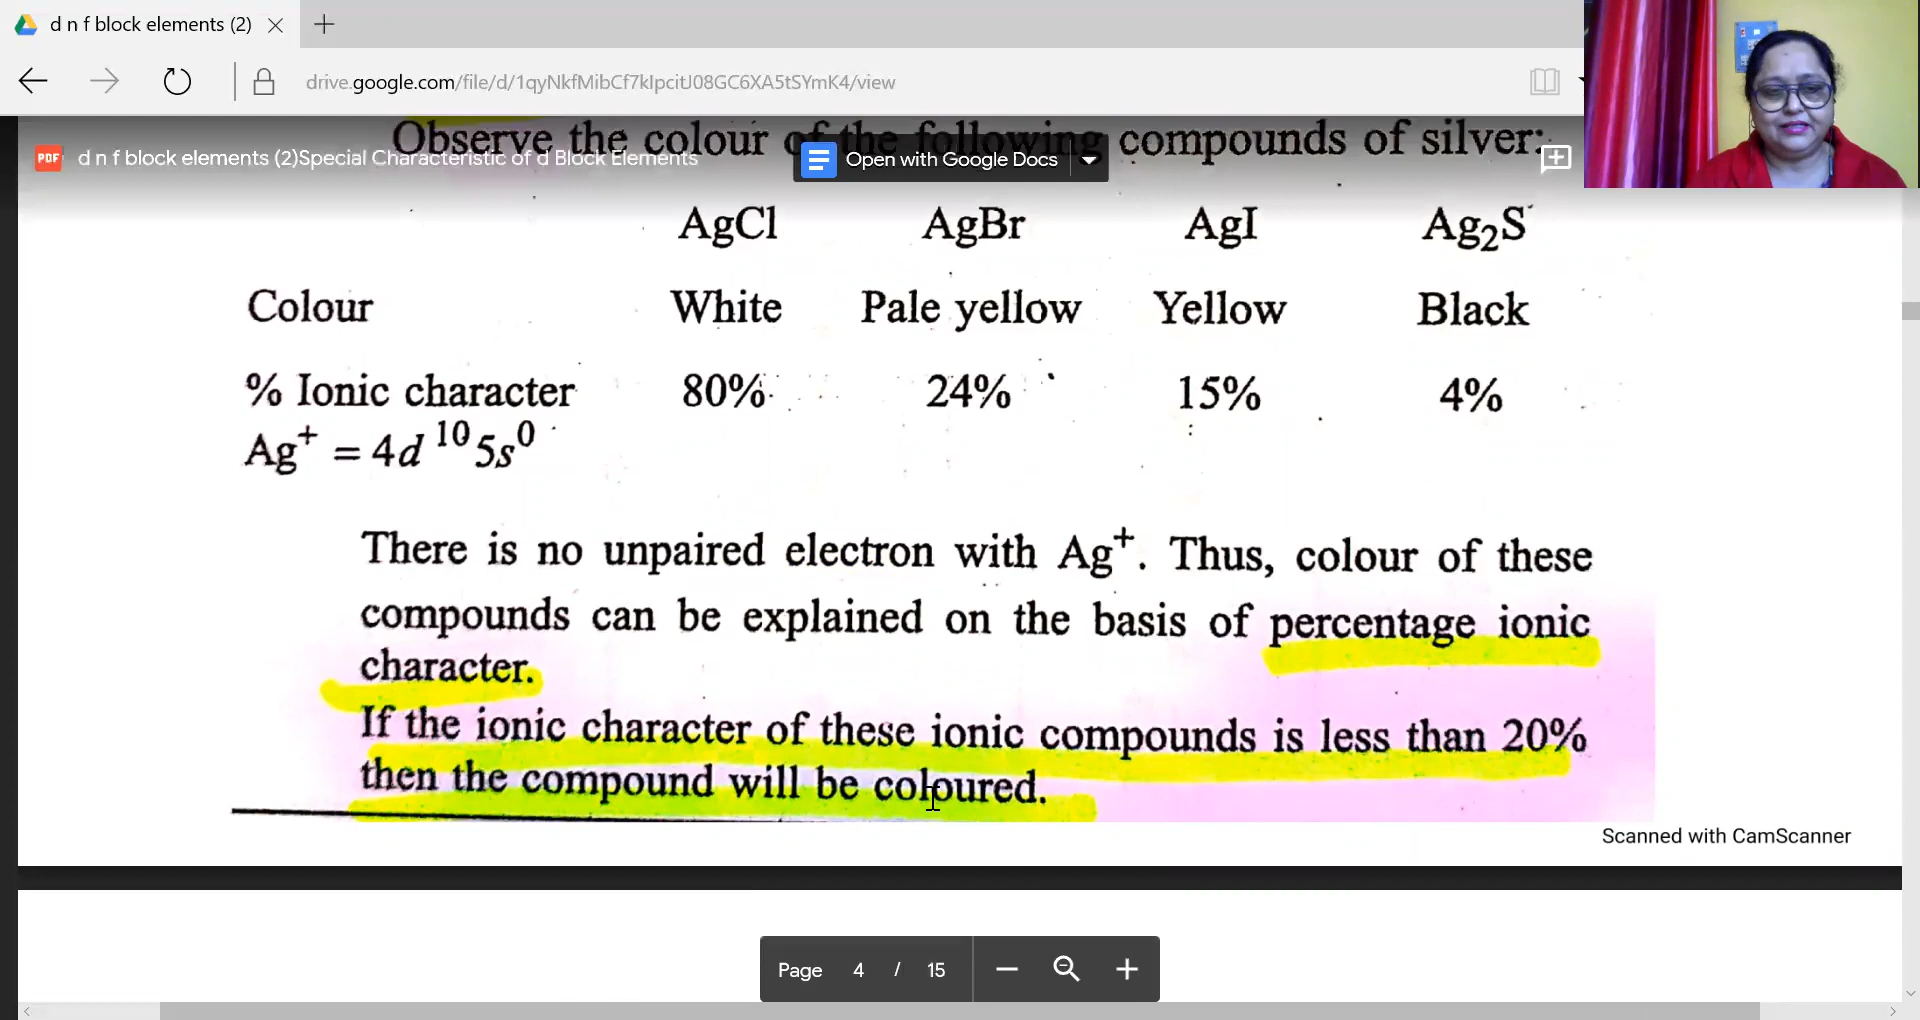 d n f block elements (2)
drive.google.com/file/d/1qyNkfMibCf7kIpcitJ08GC6XA5tSYmK4/view
Observe the colour of the following compounds of silver:
PDF d n f block elements (2)Special Characteristic of d Block Elements
Open with Google Docs
AgCl AgBr AgI Ag₂S
Colour White Pale yellow Yellow Black
% Ionic character 80% 24% 15% 4%
Ag⁺ = 4d¹⁰5s⁰
There is no unpaired electron with Ag⁺. Thus, colour of these
compounds can be explained on the basis of percentage ionic
character.
If the ionic character of these ionic compounds is less than 20%
then the compound will be coloured.
Scanned with CamScanner
Page 4 / 15